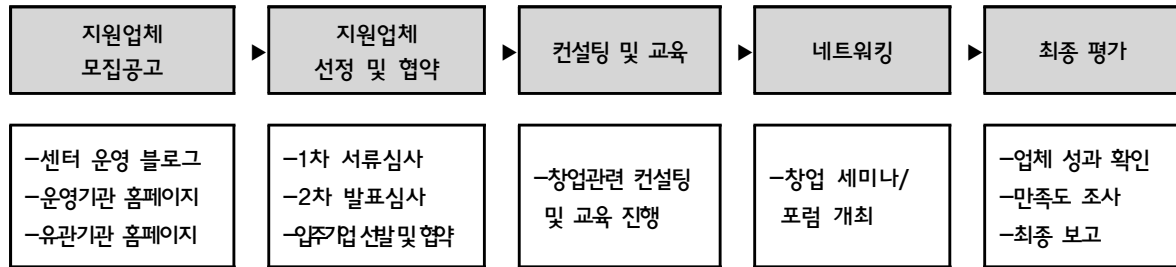 지원업체
모집공고
▶
지원업체
선정 및 협약
▶
컨설팅 및 교육
▶
네트워킹
▶
최종 평가
-센터 운영 블로그
-운영기관 홈페이지
-유관기관 홈페이지
-1차 서류심사
-2차 발표심사
-입주기업 선발 및 협약
-창업관련 컨설팅
및 교육 진행
-창업 세미나/
포럼 개최
-업체 성과 확인
-만족도 조사
-최종 보고